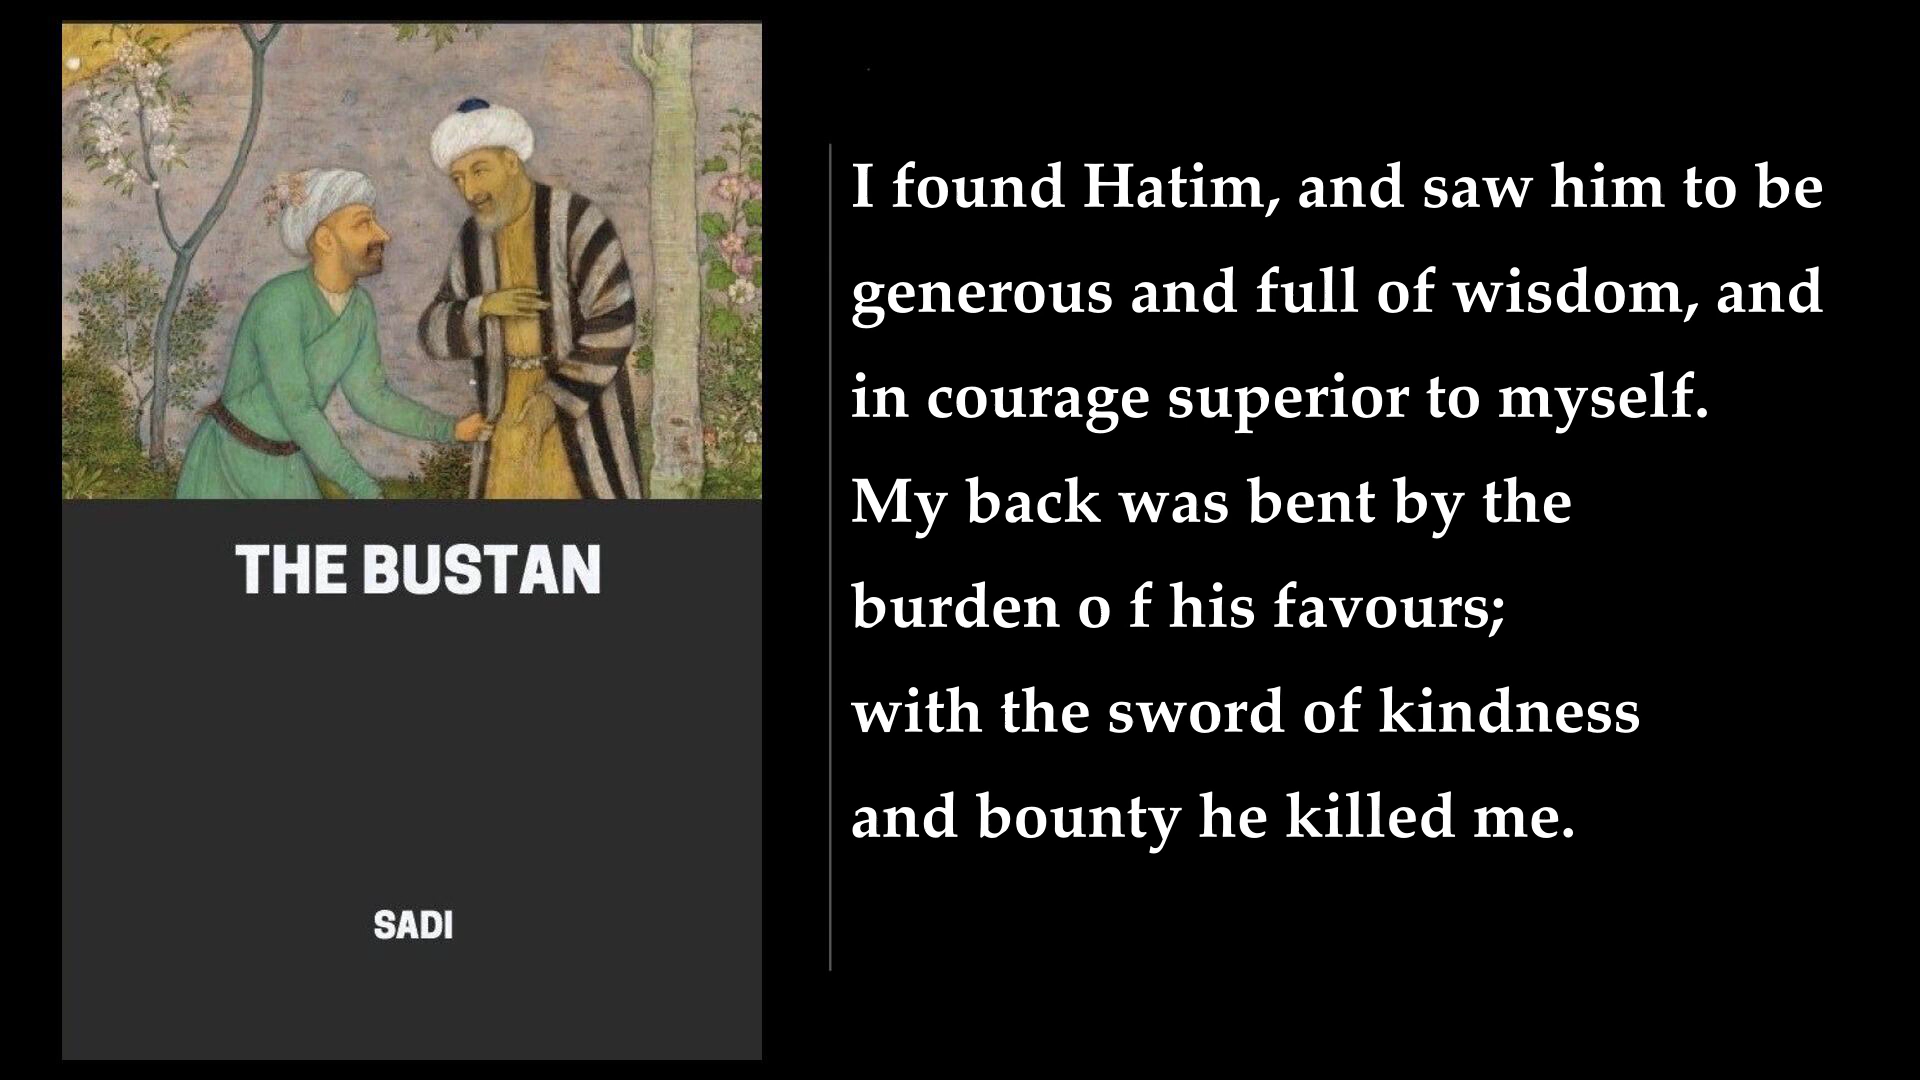 THE BUSTAN
SADI
I found Hatim, and saw him to be
generous and full of wisdom, and
in courage superior to myself.
My back was bent by the
burden o f his favours;
with the sword of kindness
and bounty he killed me.